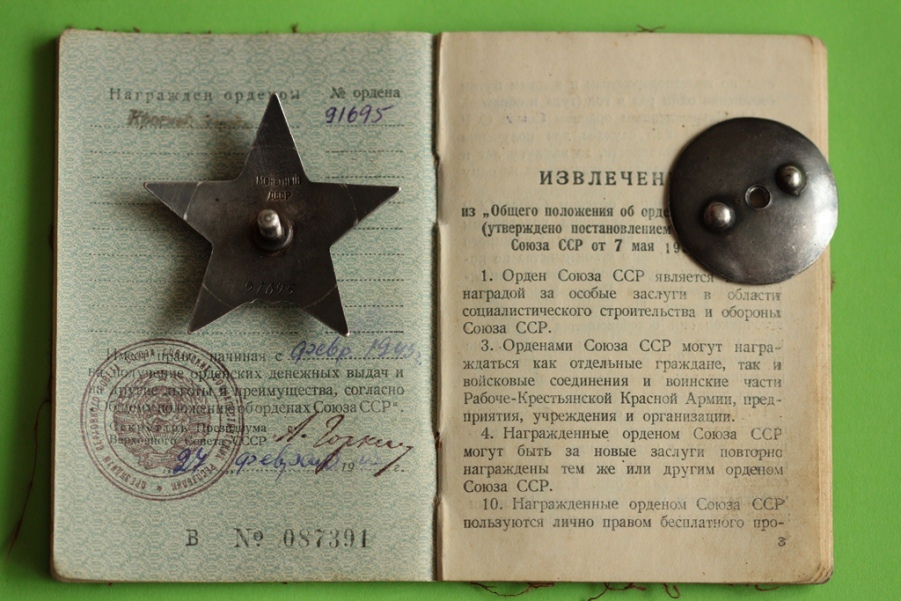 Награжден орденом № ордена
91695
Монетный
двор
91695
Имеет право, начиная с февр. 194
на получение орденских денежных выдач и
на другие льготы и преимущества, согласно
„Общему положению об орденах Союза ССР“.
Секретарь Президиума
Верховного Совета СССР
27 февраля 19 г.
В № 087391
ИЗВЛЕЧЕН
из „Общего положения об орде
(утверждено постановлением
Союза ССР от 7 мая 19
1. Орден Союза ССР является
наградой за особые заслуги в области
социалистического строительства и обороны
Союза ССР.
3. Орденами Союза ССР могут награ-
ждаться как отдельные граждане, так и
войсковые соединения и воинские части
Рабоче-Крестьянской Красной Армии, пред-
приятия, учреждения и организации.
4. Награжденные орденом Союза ССР
могут быть за новые заслуги повторно
награждены тем же или другим орденом
Союза ССР.
10. Награжденные орденом Союза ССР
пользуются лично правом бесплатного про-
3